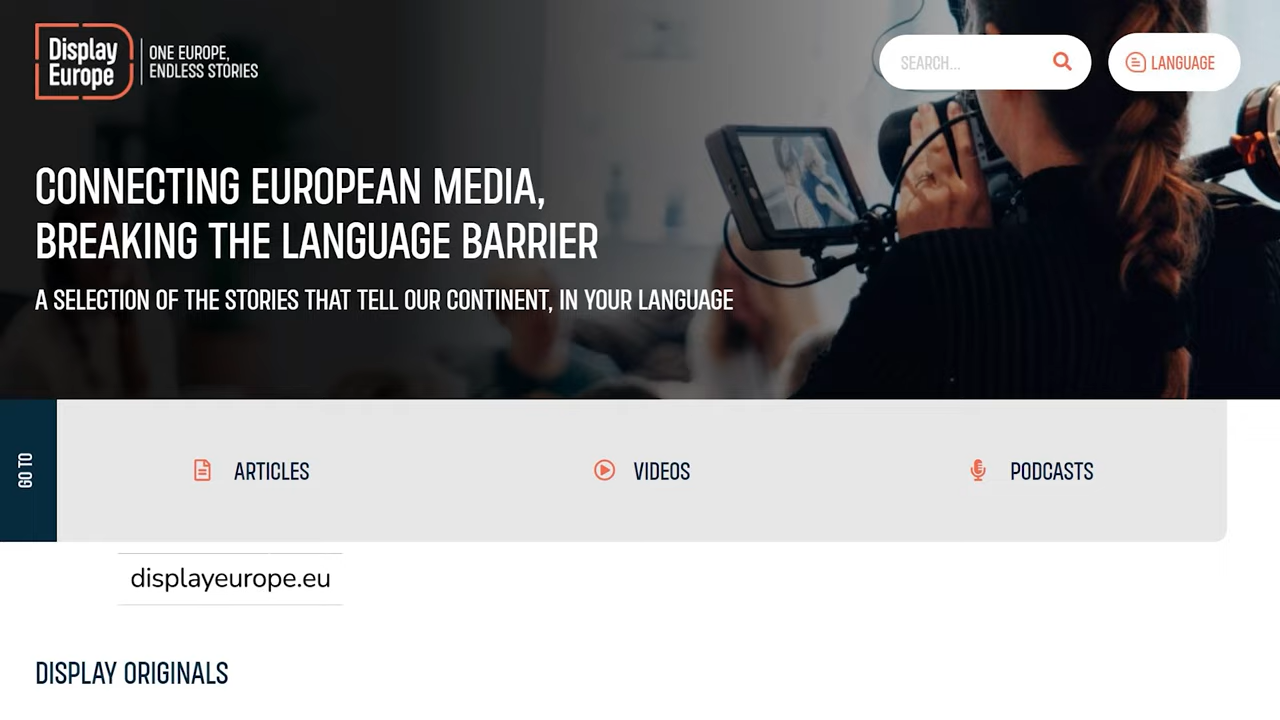 Display
Europe
ONE EUROPE,
ENDLESS STORIES
SEARCH...
LANGUAGE
CONNECTING EUROPEAN MEDIA,
BREAKING THE LANGUAGE BARRIER
A SELECTION OF THE STORIES THAT TELL OUR CONTINENT, IN YOUR LANGUAGE
GO TO
ARTICLES
VIDEOS
PODCASTS
displayeurope.eu
DISPLAY ORIGINALS